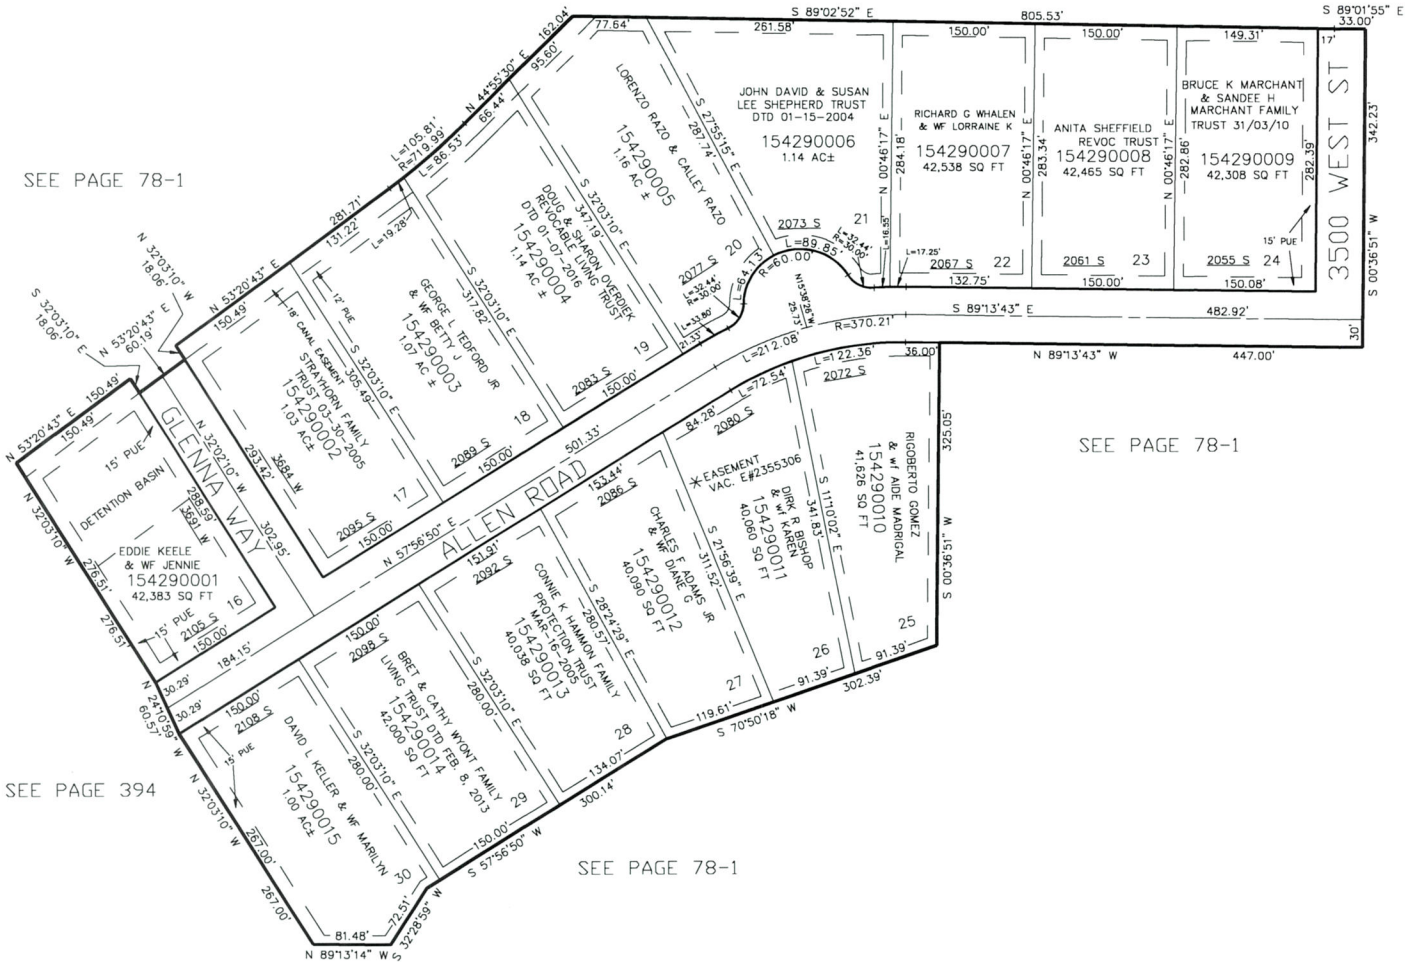 S 89°02'52" E
805.53'
S 89°01'55" E
33.00'
17'
162.04'
77.64'
261.58'
150.00'
150.00'
149.31'
N 44°55'30" E
95.60'
66.44'
L=105.81'
R=719.99'
L=86.53'
SEE PAGE 78-1
281.71'
131.22'
L=19.28'
LORENZO RAZO & CALLEY RAZO
154290005
1.16 AC ±
S 27°55'15" E
287.74'
2077 S
20
JOHN DAVID & SUSAN
LEE SHEPHERD TRUST
DTD 01-15-2004
154290006
1.14 AC±
2073 S
21
N 00°46'17" E
284.18'
RICHARD G WHALEN
& WF LORRAINE K
154290007
42,538 SQ FT
2067 S
22
132.75'
N 00°46'17" E
283.34'
ANITA SHEFFIELD
REVOC TRUST
154290008
42,465 SQ FT
2061 S
23
150.00'
N 00°46'17" E
282.86'
BRUCE K MARCHANT
& SANDEE H
MARCHANT FAMILY
TRUST 31/03/10
154290009
42,308 SQ FT
282.39'
15' PUE
2055 S
24
150.08'
3500 WEST ST
342.23'
S 00°36'51" W
30'
L=89.85'
R=60.00'
L=32.44'
R=30.00'
L=16.55'
L=17.25'
L=64.13'
L=32.44'
R=30.00'
L=33.80'
21.33'
N15°38'26"W
25.73'
S 89°13'43" E
482.92'
R=370.21'
L=212.08'
L=122.36'
36.00'
L=72.54'
N 89°13'43" W
447.00'
SEE PAGE 78-1
DOUG & SHARON OVERDIEK
REVOCABLE LIVING TRUST
DTD 01-07-2016
154290004
1.14 AC ±
S 32°03'10" E
347.19'
19
2083 S
150.00'
GEORGE L TEDFORD JR
& WF BETTY J
154290003
1.07 AC ±
S 32°03'10" E
317.82'
18
2089 S
150.00'
12' PUE
18' CANAL EASEMENT
STRAYHORN FAMILY
TRUST 03-30-2005
154290002
1.03 AC±
S 32°03'10" E
305.49'
17
2095 S
150.00'
3684 W
293.42'
N 53°20'43" E
150.49'
N 32°03'10" W
18.06'
N 53°20'43" E
60.19'
S 32°03'10" E
18.06'
N 53°20'43" E
150.49'
150.49'
GLENNA WAY
N 32°02'10" W
302.95'
15' PUE
DETENTION BASIN
288.59'
3691 W
EDDIE KEELE
& WF JENNIE
154290001
42,383 SQ FT
15' PUE
2105 S
16
150.00'
N 32°03'10" W
276.51'
276.51'
30.29'
184.15'
30.29'
N 24°10'59" W
60.57'
N 57°56'50" E
ALLEN ROAD
501.33'
84.28'
2080 S
2072 S
325.05'
S 00°36'51" W
RIGOBERTO GOMEZ
& wf AIDE MADRIGAL
154290010
41,626 SQ FT
25
91.39'
S 11°10'02" E
341.83'
EASEMENT
VAC. E#2355306
DIRK R BISHOP
& wf KAREN
154290011
40,060 SQ FT
26
91.39'
302.39'
S 70°50'18" W
153.44'
2086 S
CHARLES F ADAMS JR
& WF DIANE G
154290012
40,090 SQ FT
S 21°56'39" E
311.52'
27
119.61'
151.91'
2092 S
CONNIE K HAMMON FAMILY
PROTECTION TRUST
MAR-16-2005
154290013
40,038 SQ FT
S 28°24'29" E
280.57'
28
134.07'
300.14'
S 57°56'50" W
150.00'
2098 S
BRET & CATHY WYONT FAMILY
LIVING TRUST DTD FEB. 8, 2013
154290014
42,000 SQ FT
S 32°03'10" E
280.00'
29
150.00'
150.00'
2108 S
15' PUE
DAVID L KELLER & WF MARILYN
154290015
1.00 AC±
S 32°03'10" E
280.00'
30
N 32°03'10" W
267.00'
267.00'
81.48'
N 89°13'14" W
72.51'
S 32°28'59" W
SEE PAGE 394
SEE PAGE 78-1